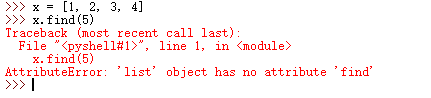 >>> x = [1, 2, 3, 4]
>>> x.find(5)
Traceback (most recent call last):
  File "<pyshell#1>", line 1, in <module>
    x.find(5)
AttributeError: 'list' object has no attribute 'find'
>>>